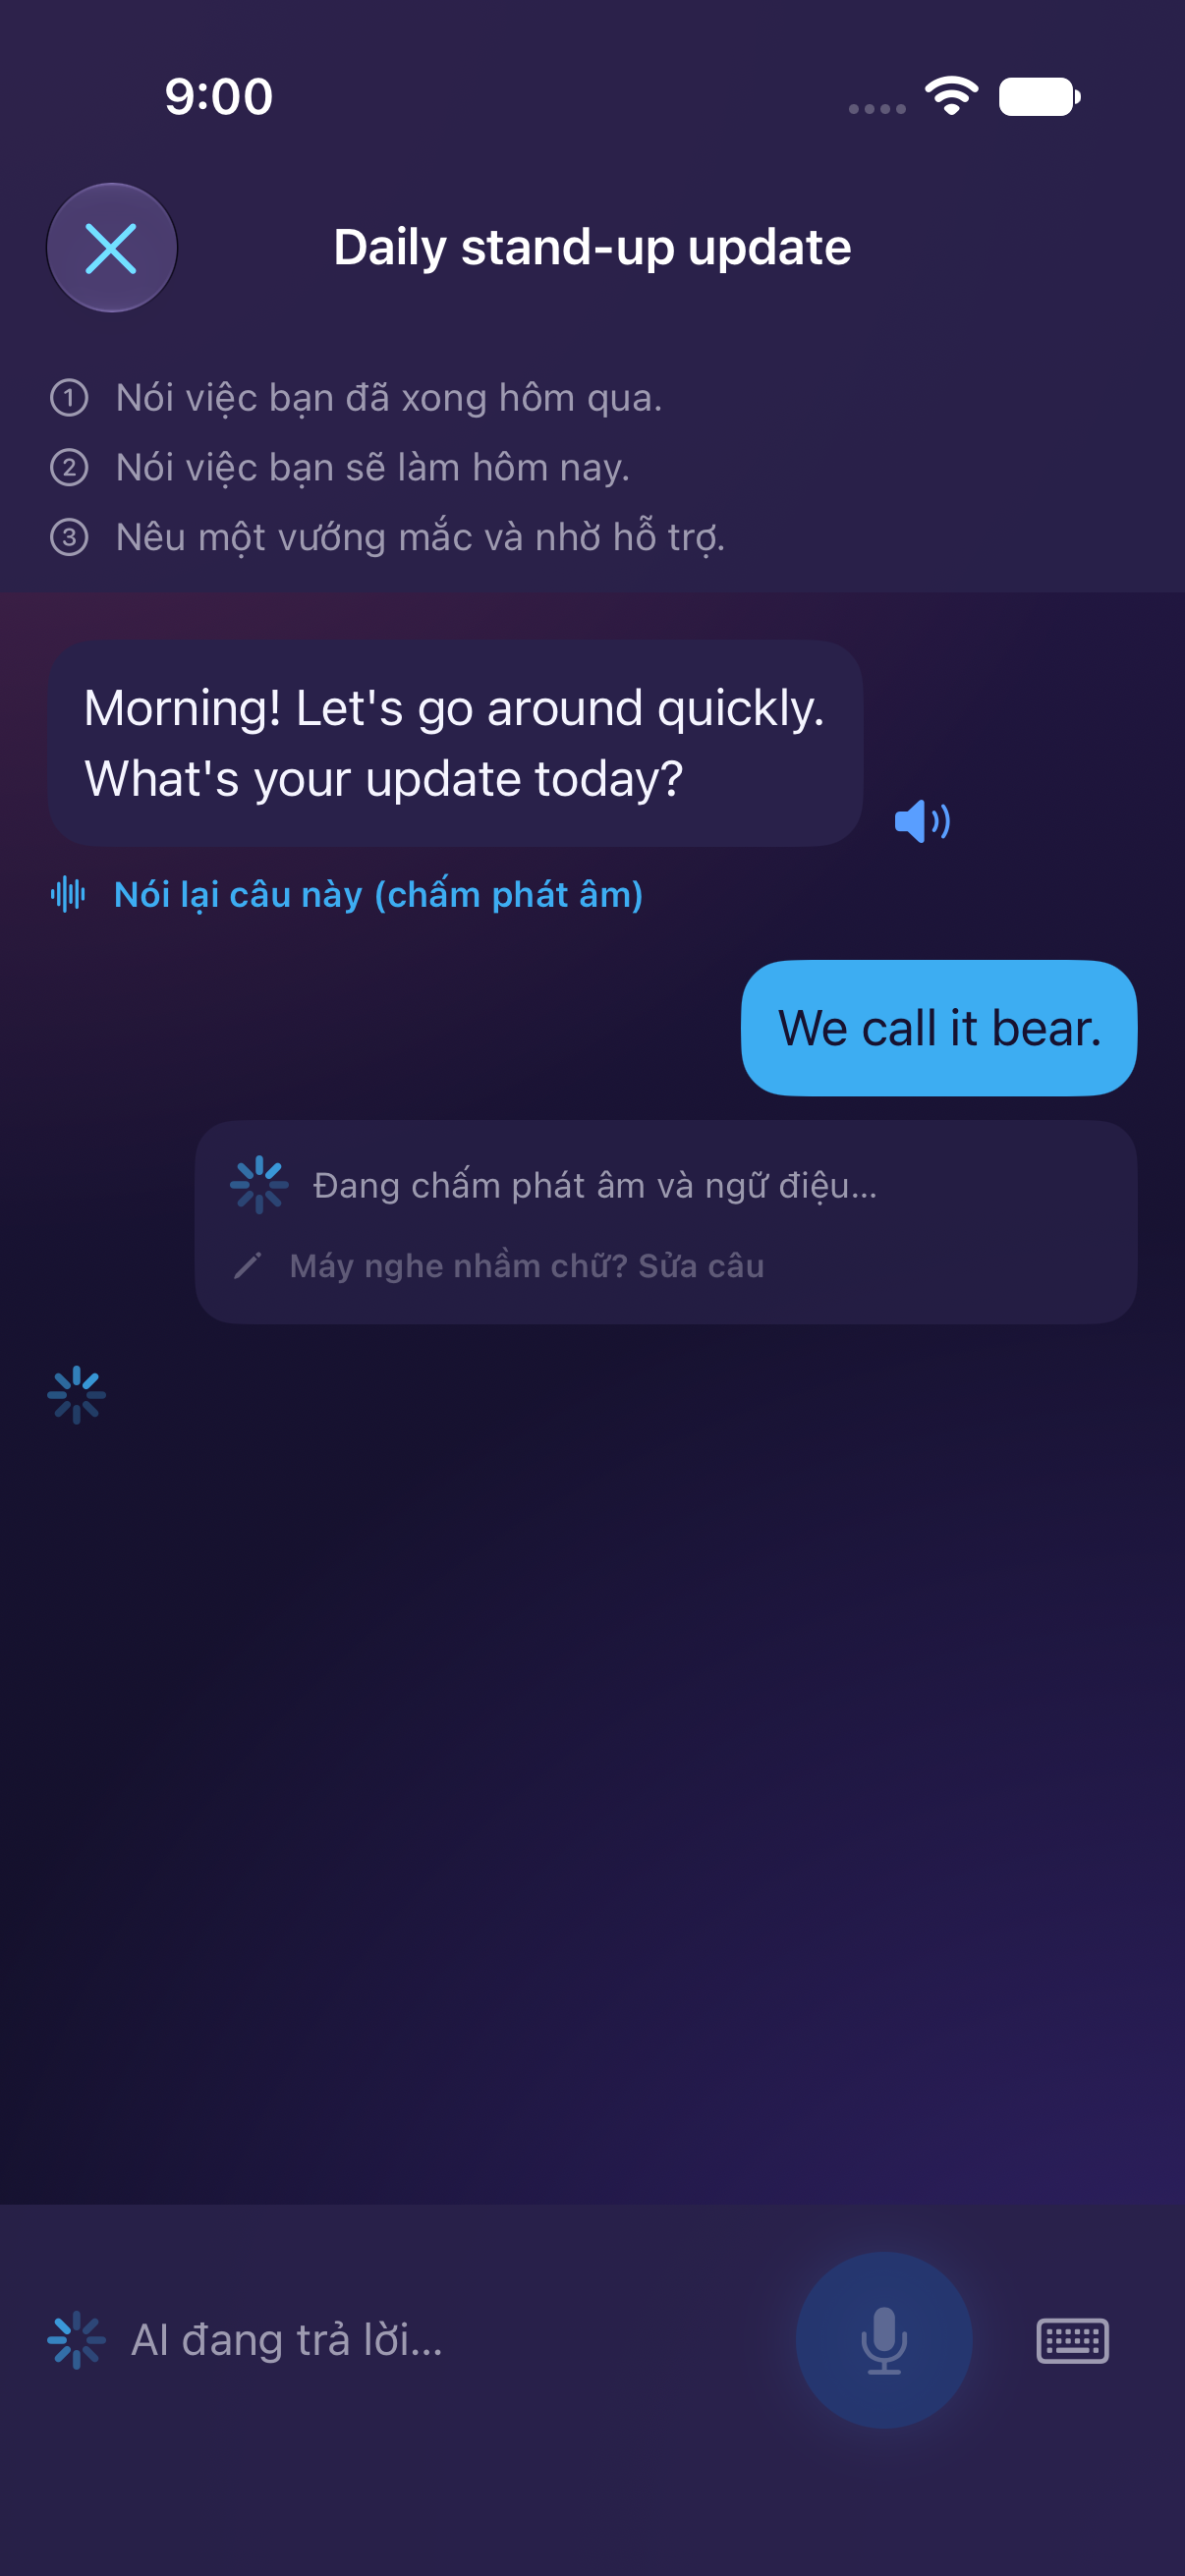 9:00
Daily stand-up update
1 Nói việc bạn đã xong hôm qua.
2 Nói việc bạn sẽ làm hôm nay.
3 Nêu một vướng mắc và nhờ hỗ trợ.
Morning! Let's go around quickly.
What's your update today?
Nói lại câu này (chấm phát âm)
We call it bear.
Đang chấm phát âm và ngữ điệu...
Máy nghe nhầm chữ? Sửa câu
AI đang trả lời...